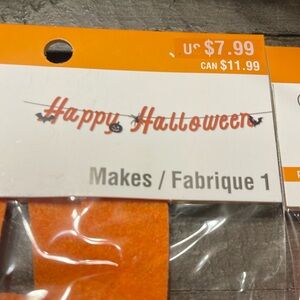 US $7.99
CAN $11.99
Happy Halloween
Makes / Fabrique 1